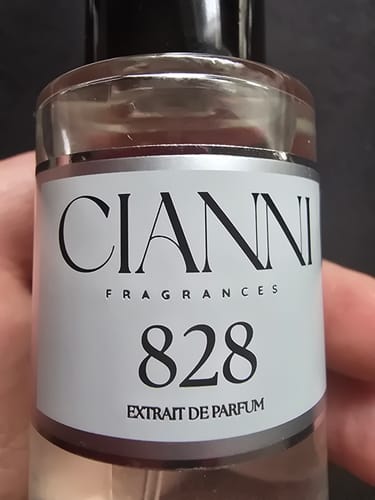 CIANNI
FRAGRANCES
828
EXTRAIT DE PARFUM